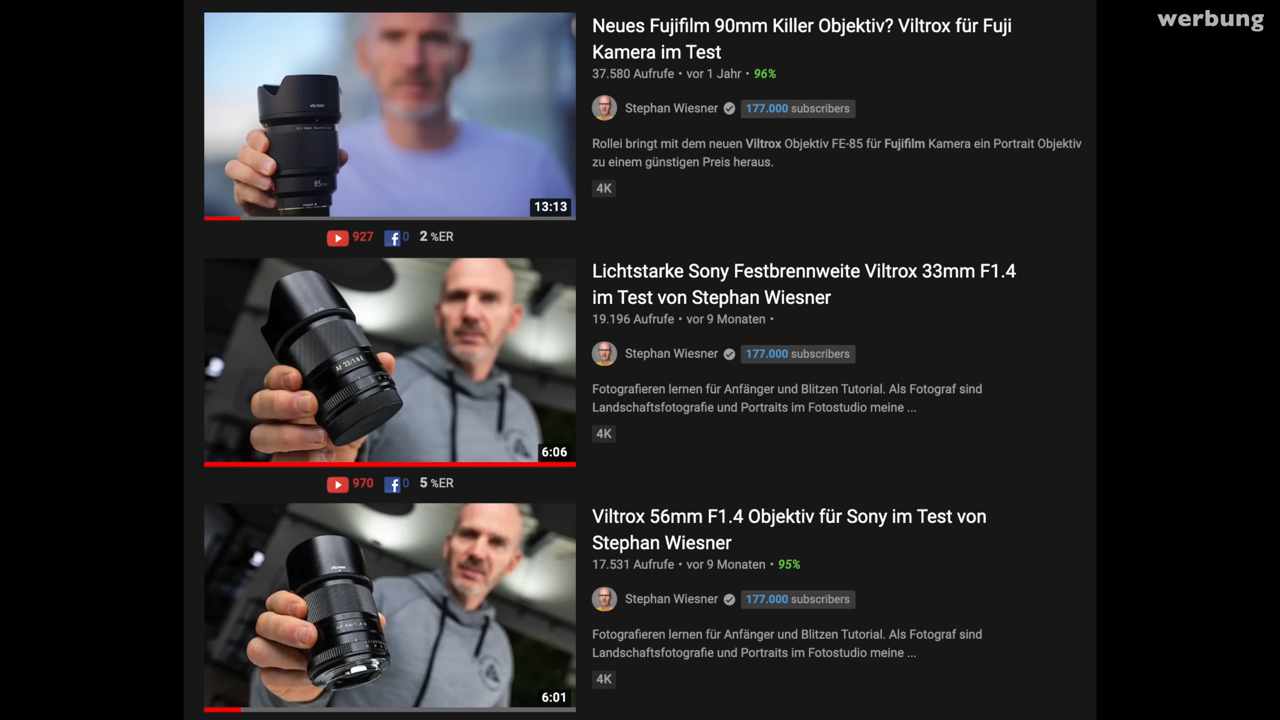 werbung
Neues Fujifilm 90mm Killer Objektiv? Viltrox für Fuji
Kamera im Test
37.580 Aufrufe • vor 1 Jahr • 96%
Stephan Wiesner 177.000 subscribers
Rollei bringt mit dem neuen Viltrox Objektiv FE-85 für Fujifilm Kamera ein Portrait Objektiv
zu einem günstigen Preis heraus.
4K
85
13:13
927 0 2 %ER
Lichtstarke Sony Festbrennweite Viltrox 33mm F1.4
im Test von Stephan Wiesner
19.196 Aufrufe • vor 9 Monaten •
Stephan Wiesner 177.000 subscribers
Fotografieren lernen für Anfänger und Blitzen Tutorial. Als Fotograf sind
Landschaftsfotografie und Portraits im Fotostudio meine ...
4K
AF 33/1.4 E
6:06
970 0 5 %ER
Viltrox 56mm F1.4 Objektiv für Sony im Test von
Stephan Wiesner
17.531 Aufrufe • vor 9 Monaten • 95%
Stephan Wiesner 177.000 subscribers
Fotografieren lernen für Anfänger und Blitzen Tutorial. Als Fotograf sind
Landschaftsfotografie und Portraits im Fotostudio meine ...
4K
6:01